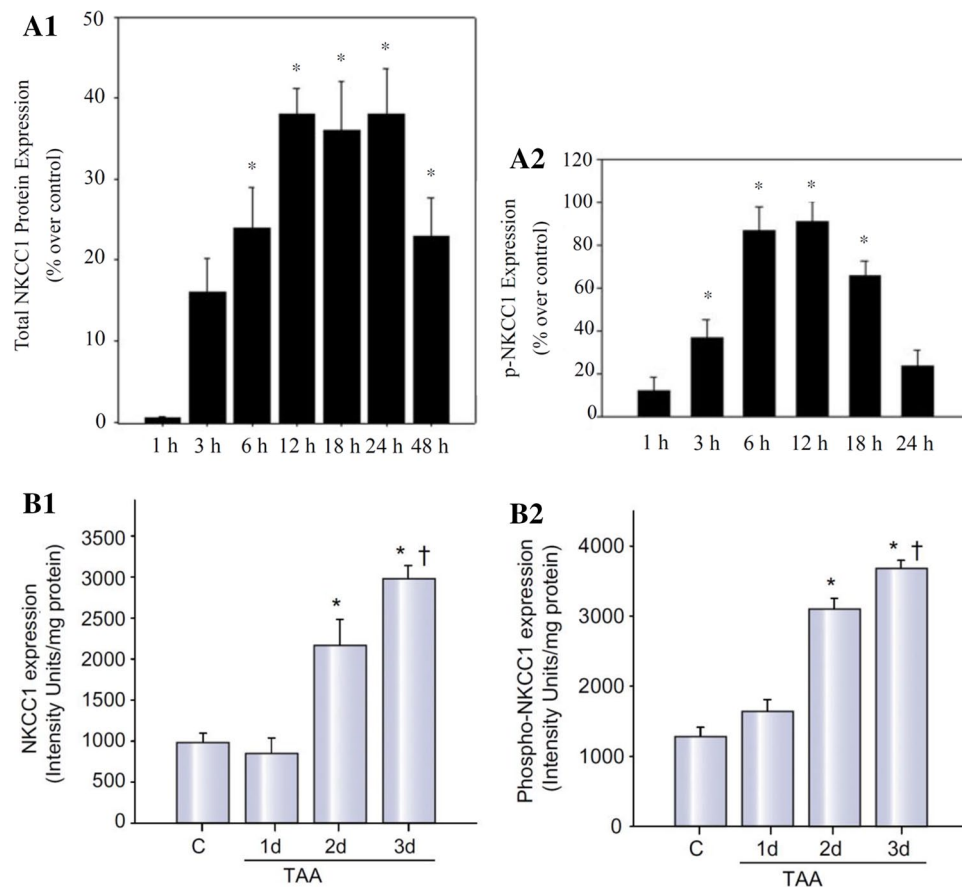 A1
Total NKCC1 Protein Expression
(% over control)
50
40
30
20
10
0
*
*
*
*
*
1 h 3 h 6 h 12 h 18 h 24 h 48 h
A2
p-NKCC1 Expression
(% over control)
120
100
80
60
40
20
0
*
*
*
*
1 h 3 h 6 h 12 h 18 h 24 h
B1
NKCC1 expression
(Intensity Units/mg protein)
3500
3000
2500
2000
1500
1000
500
0
*
* †
C 1d 2d 3d
TAA
B2
Phospho-NKCC1 expression
(Intensity Units/mg protein)
4000
3000
2000
1000
0
*
* †
C 1d 2d 3d
TAA